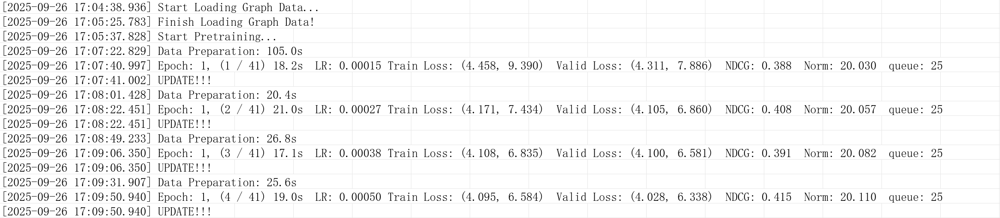 [2025-09-26 17:04:38.936] Start Loading Graph Data...
[2025-09-26 17:05:25.783] Finish Loading Graph Data!
[2025-09-26 17:05:37.828] Start Pretraining...
[2025-09-26 17:07:22.829] Data Preparation: 105.0s
[2025-09-26 17:07:40.997] Epoch: 1, (1 / 41) 18.2s  LR: 0.00015 Train Loss: (4.458, 9.390)  Valid Loss: (4.311, 7.886)  NDCG: 0.388  Norm: 20.030  queue: 25
[2025-09-26 17:07:41.002] UPDATE!!!
[2025-09-26 17:08:01.428] Data Preparation: 20.4s
[2025-09-26 17:08:22.451] Epoch: 1, (2 / 41) 21.0s  LR: 0.00027 Train Loss: (4.171, 7.434)  Valid Loss: (4.105, 6.860)  NDCG: 0.408  Norm: 20.057  queue: 25
[2025-09-26 17:08:22.451] UPDATE!!!
[2025-09-26 17:08:49.233] Data Preparation: 26.8s
[2025-09-26 17:09:06.350] Epoch: 1, (3 / 41) 17.1s  LR: 0.00038 Train Loss: (4.108, 6.835)  Valid Loss: (4.100, 6.581)  NDCG: 0.391  Norm: 20.082  queue: 25
[2025-09-26 17:09:06.350] UPDATE!!!
[2025-09-26 17:09:31.907] Data Preparation: 25.6s
[2025-09-26 17:09:50.940] Epoch: 1, (4 / 41) 19.0s  LR: 0.00050 Train Loss: (4.095, 6.584)  Valid Loss: (4.028, 6.338)  NDCG: 0.415  Norm: 20.110  queue: 25
[2025-09-26 17:09:50.940] UPDATE!!!